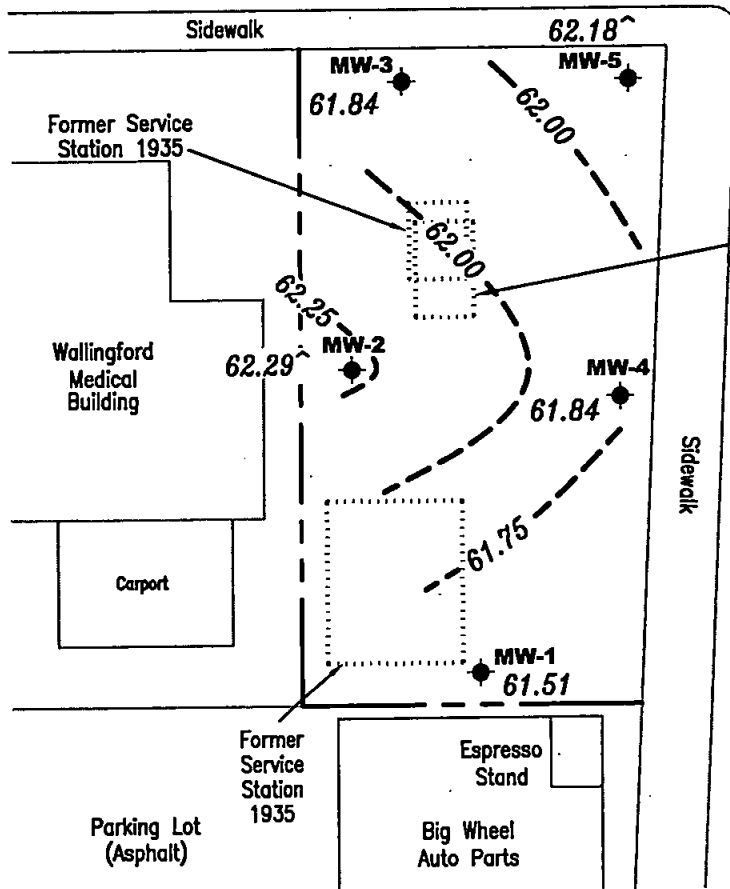 Sidewalk
62.18^
MW-3
MW-5
61.84
62.00
Former Service
Station 1935
62.00
62.25
Wallingford
Medical
Building
62.29^
MW-2
MW-4
61.84
Sidewalk
61.75
Carport
MW-1
61.51
Former
Service
Station
1935
Espresso
Stand
Parking Lot
(Asphalt)
Big Wheel
Auto Parts